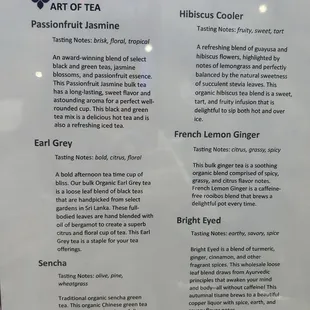 ART OF TEA
Passionfruit Jasmine
Tasting Notes: brisk, floral, tropical
An award-winning blend of select
black and green teas, jasmine
blossoms, and passionfruit essence.
This Passionfruit Jasmine bulk tea
has a long-lasting, sweet flavor and
astounding aroma for a perfect well-
rounded cup. This black and green
tea mix is a delicious hot tea and is
also a refreshing iced tea.
Earl Grey
Tasting Notes: bold, citrus, floral
A bold afternoon tea time cup of
bliss. Our bulk Organic Earl Grey tea
is a loose leaf blend of black teas
that are handpicked from select
gardens in Sri Lanka. These full-
bodied leaves are hand blended with
oil of bergamot to create a superb
citrus and floral cup of tea. This Earl
Grey tea is a staple for your tea
offerings.
Sencha
Tasting Notes: olive, pine,
wheatgrass
Traditional organic sencha green
tea. This organic Chinese green tea
Hibiscus Cooler
Tasting Notes: fruity, sweet, tart
A refreshing blend of guayusa and
hibiscus flowers, highlighted by
notes of lemongrass and perfectly
balanced by the natural sweetness
of succulent stevia leaves. This
organic hibiscus tea blend is a sweet,
tart, and fruity infusion that is
delightful to sip both hot and over
ice.
French Lemon Ginger
Tasting Notes: citrus, grassy, spicy
This bulk ginger tea is a soothing
organic blend comprised of spicy,
grassy, and citrus flavor notes.
French Lemon Ginger is a caffeine-
free rooibos blend that brews a
delightful pot every time.
Bright Eyed
Tasting Notes: earthy, savory, spice
Bright Eyed is a blend of turmeric,
ginger, cinnamon, and other
fragrant spices. This wholesale loose
leaf blend draws from Ayurvedic
principles that awaken your mind
and body--all without caffeine! This
autumnal tisane brews to a beautiful
copper liquor with spice, earth, and